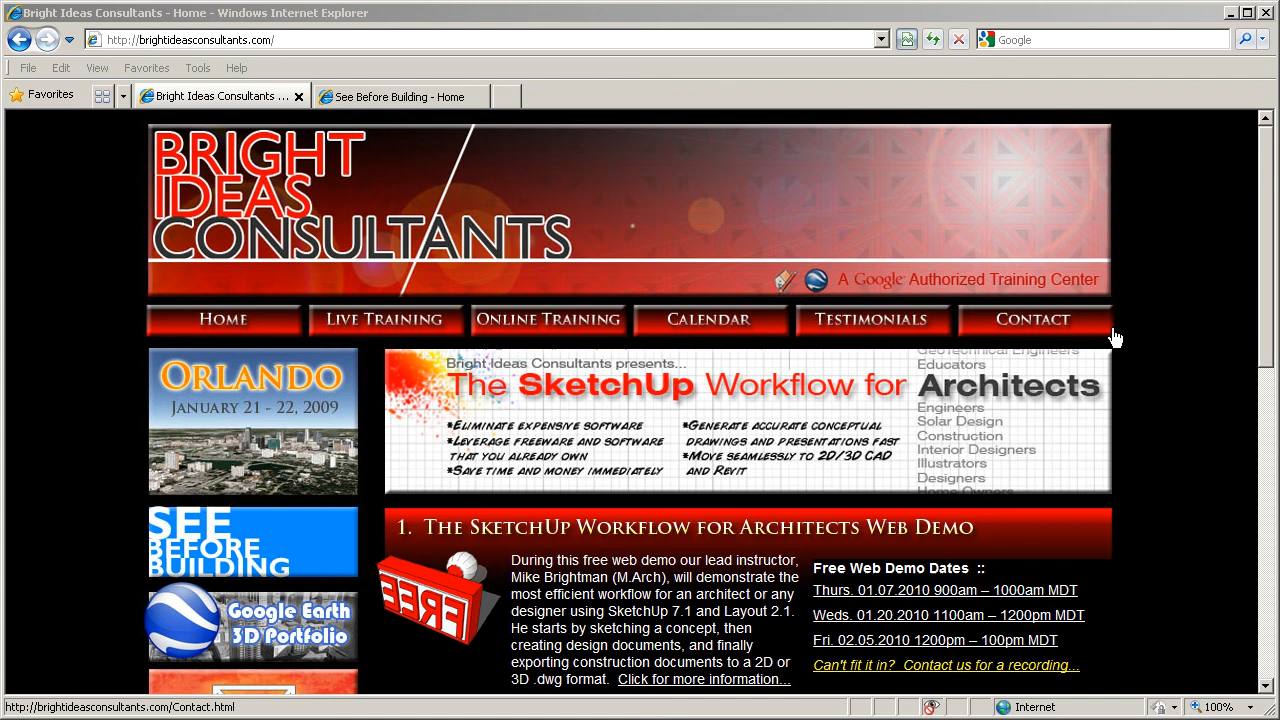 Bright Ideas Consultants - Home - Windows Internet Explorer
http://brightideasconsultants.com/
Google
File Edit View Favorites Tools Help
Favorites
Bright Ideas Consultants ...
See Before Building - Home
BRIGHT
IDEAS
CONSULTANTS
A Google Authorized Training Center
HOME
LIVE TRAINING
ONLINE TRAINING
CALENDAR
TESTIMONIALS
CONTACT
ORLANDO
JANUARY 21 - 22, 2009
SEE
BEFORE
BUILDING
Google Earth
3D Portfolio
Bright Ideas Consultants presents...
The SketchUp Workflow for Architects
*ELIMINATE EXPENSIVE SOFTWARE
*LEVERAGE FREEWARE AND SOFTWARE
THAT YOU ALREADY OWN
*SAVE TIME AND MONEY IMMEDIATELY
*GENERATE ACCURATE CONCEPTUAL
DRAWINGS AND PRESENTATIONS FAST
*MOVE SEAMLESSLY TO 2D/3D CAD
AND REVIT
GeoTechnical Engineers
Educators
Engineers
Solar Design
Construction
Interior Designers
Illustrators
Designers
Home Owners
1. THE SKETCHUP WORKFLOW FOR ARCHITECTS WEB DEMO
FREE
During this free web demo our lead instructor,
Mike Brightman (M.Arch), will demonstrate the
most efficient workflow for an architect or any
designer using SketchUp 7.1 and Layout 2.1.
He starts by sketching a concept, then
creating design documents, and finally
exporting construction documents to a 2D or
3D .dwg format. Click for more information...
Free Web Demo Dates ::
Thurs. 01.07.2010 900am – 1000am MDT
Weds. 01.20.2010 1100am – 1200pm MDT
Fri. 02.05.2010 1200pm – 100pm MDT
Can't fit it in? Contact us for a recording...
http://brightideasconsultants.com/Contact.html
Internet
100%